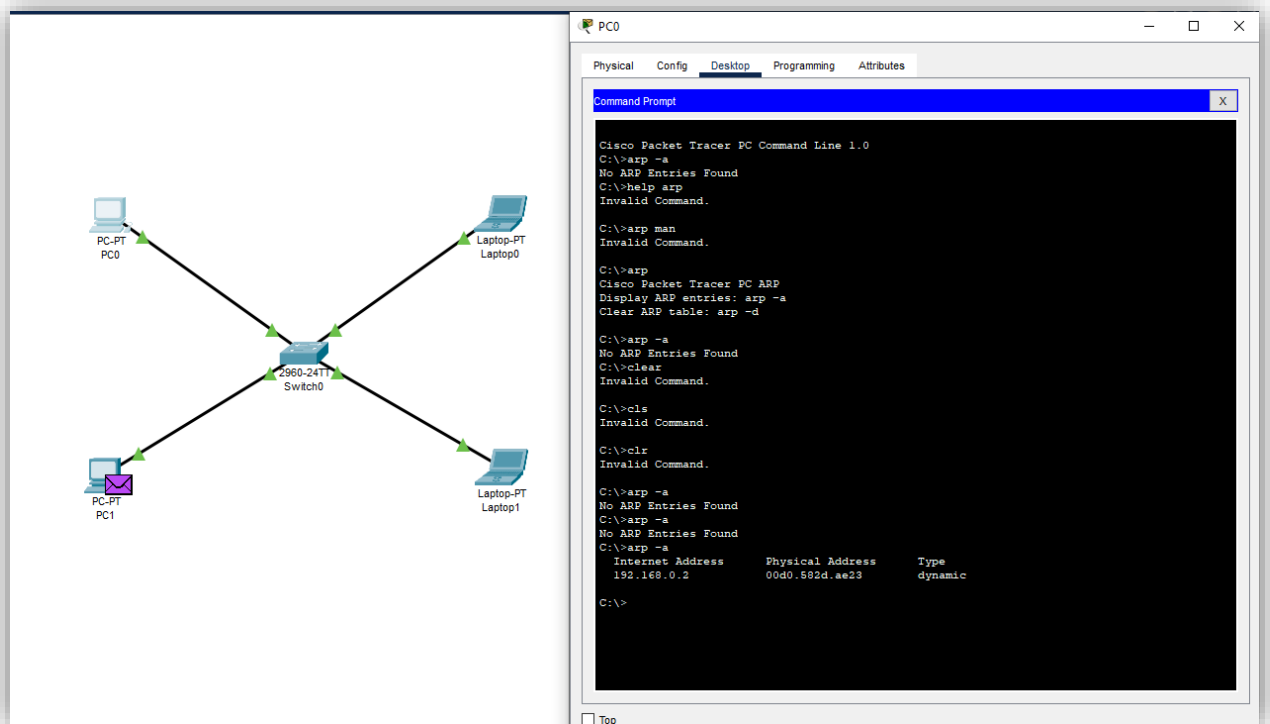 PC0
Physical Config Desktop Programming Attributes
Command Prompt
X
Cisco Packet Tracer PC Command Line 1.0
C:\>arp -a
No ARP Entries Found
C:\>help arp
Invalid Command.
C:\>arp man
Invalid Command.
C:\>arp
Cisco Packet Tracer PC ARP
Display ARP entries: arp -a
Clear ARP table: arp -d
C:\>arp -a
No ARP Entries Found
C:\>clear
Invalid Command.
C:\>cls
Invalid Command.
C:\>clr
Invalid Command.
C:\>arp -a
No ARP Entries Found
C:\>arp -a
No ARP Entries Found
C:\>arp -a
Internet Address Physical Address Type
192.168.0.2 00d0.582d.ae23 dynamic
C:\>
Top
PC-PT
PC0
Laptop-PT
Laptop0
2960-24TT
Switch0
PC-PT
PC1
Laptop-PT
Laptop1